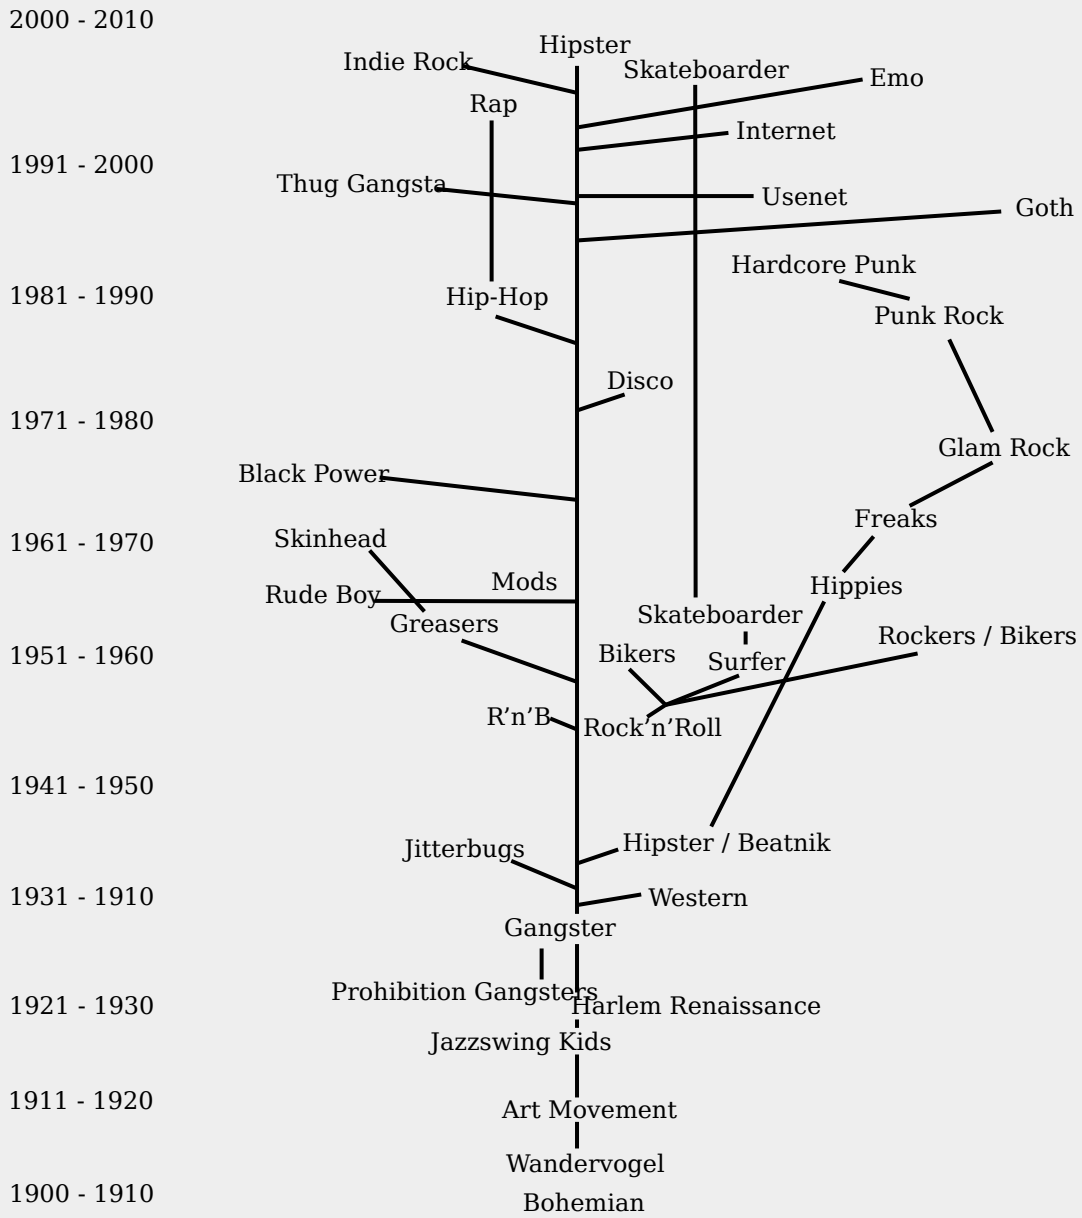 2000 - 2010
Hipster
Indie Rock
Skateboarder
Emo
Rap
Internet
1991 - 2000
Thug Gangsta
Usenet
Goth
Hardcore Punk
1981 - 1990
Hip-Hop
Punk Rock
Disco
1971 - 1980
Glam Rock
Black Power
Freaks
Skinhead
1961 - 1970
Mods
Hippies
Rude Boy
Skateboarder
Greasers
Rockers / Bikers
1951 - 1960
Bikers
Surfer
R’n’B
Rock’n’Roll
1941 - 1950
Jitterbugs
Hipster / Beatnik
1931 - 1910
Western
Gangster
Prohibition Gangsters
1921 - 1930
Harlem Renaissance
Jazzswing Kids
1911 - 1920
Art Movement
Wandervogel
1900 - 1910
Bohemian